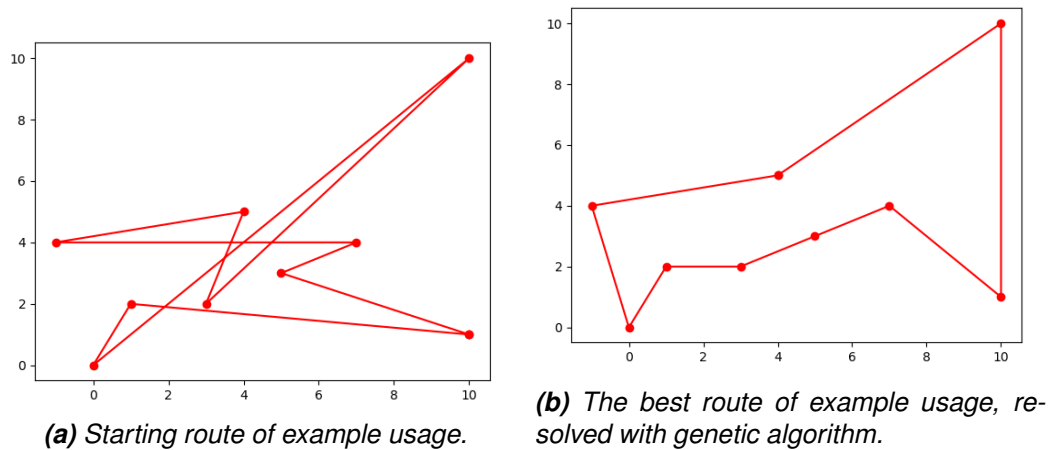 10
8
6
4
2
0
0 2 4 6 8 10
(a) Starting route of example usage.
10
8
6
4
2
0
0 2 4 6 8 10
(b) The best route of example usage, re-
solved with genetic algorithm.